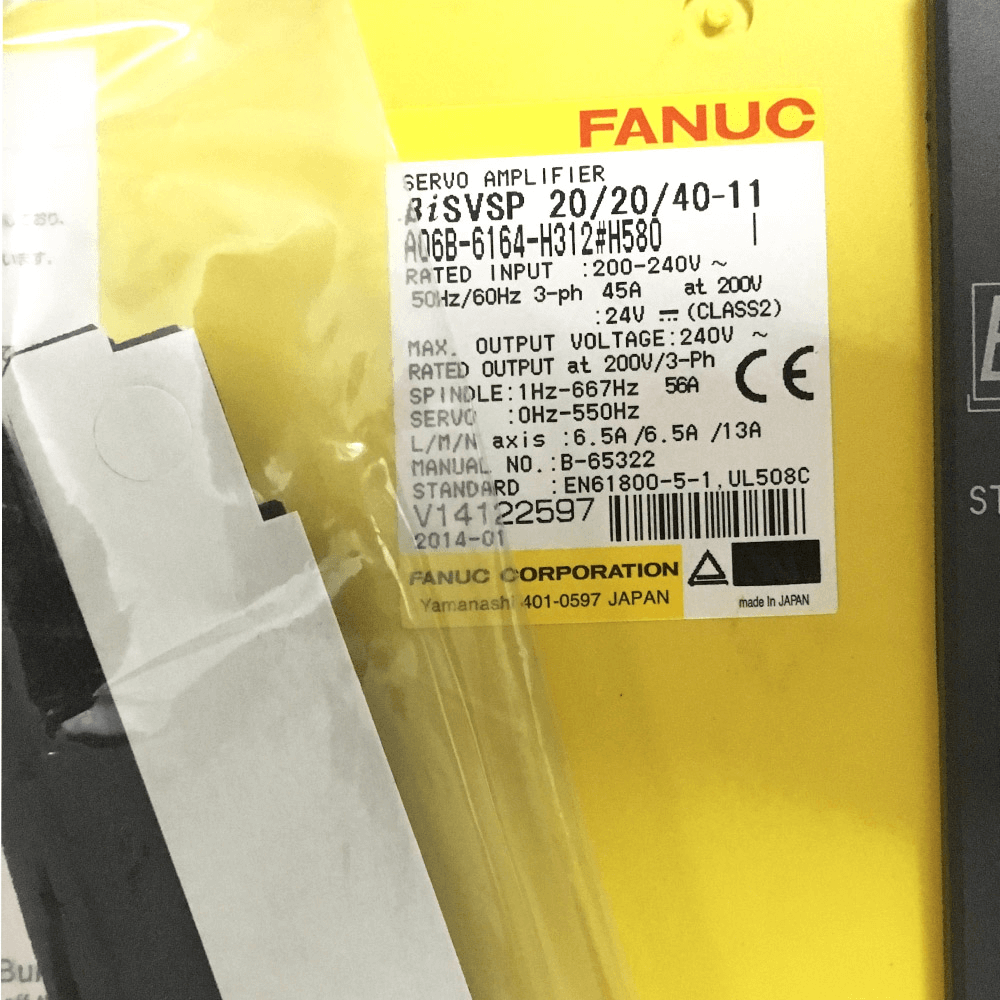 FANUC
SERVO AMPLIFIER
βiSVSP 20/20/40-11
A06B-6164-H312#H580 I
RATED INPUT :200-240V ~
50Hz/60Hz 3-ph 45A at 200V
:24V ⎓ (CLASS2)
MAX. OUTPUT VOLTAGE:240V ~
RATED OUTPUT at 200V/3-Ph
SPINDLE:1Hz-667Hz 56A
SERVO :0Hz-550Hz
L/M/N axis :6.5A/6.5A /13A
MANUAL NO.:B-65322
STANDARD :EN61800-5-1,UL508C
CE
V14122597
2014-01
FANUC CORPORATION
Yamanashi 401-0597 JAPAN
made In JAPAN
ST